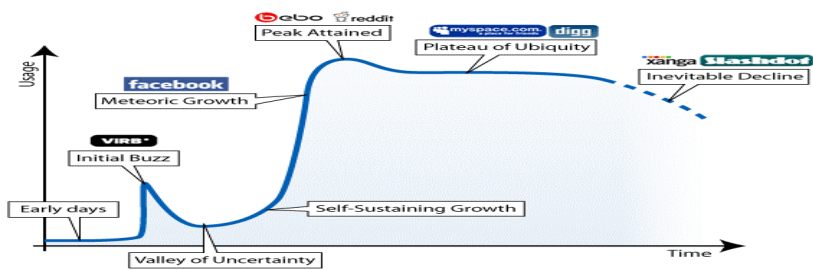 bebo reddit
Peak Attained
myspace.com
a place for friends
digg
Plateau of Ubiquity
xanga Slashdot
Inevitable Decline
Usage
facebook
Meteoric Growth
VIRB
Initial Buzz
Early days
Self-Sustaining Growth
Valley of Uncertainty
Time